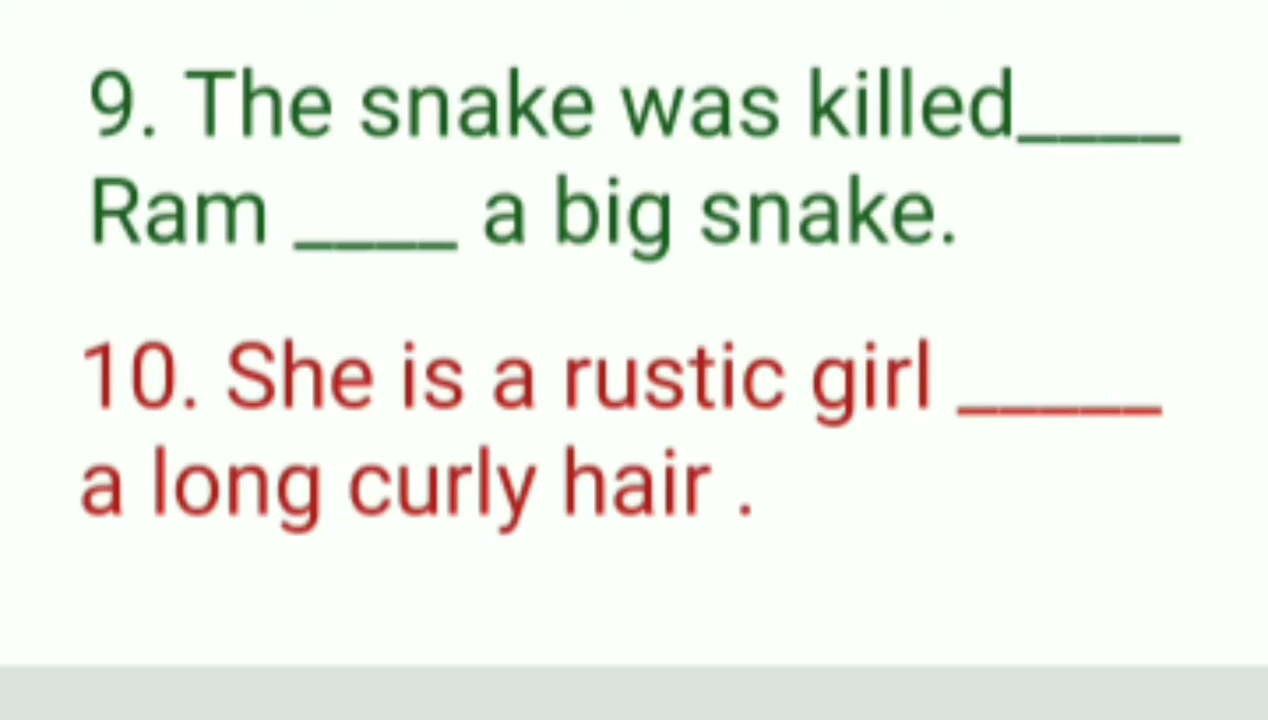 9. The snake was killed____
Ram ____ a big snake.
10. She is a rustic girl _____
a long curly hair .